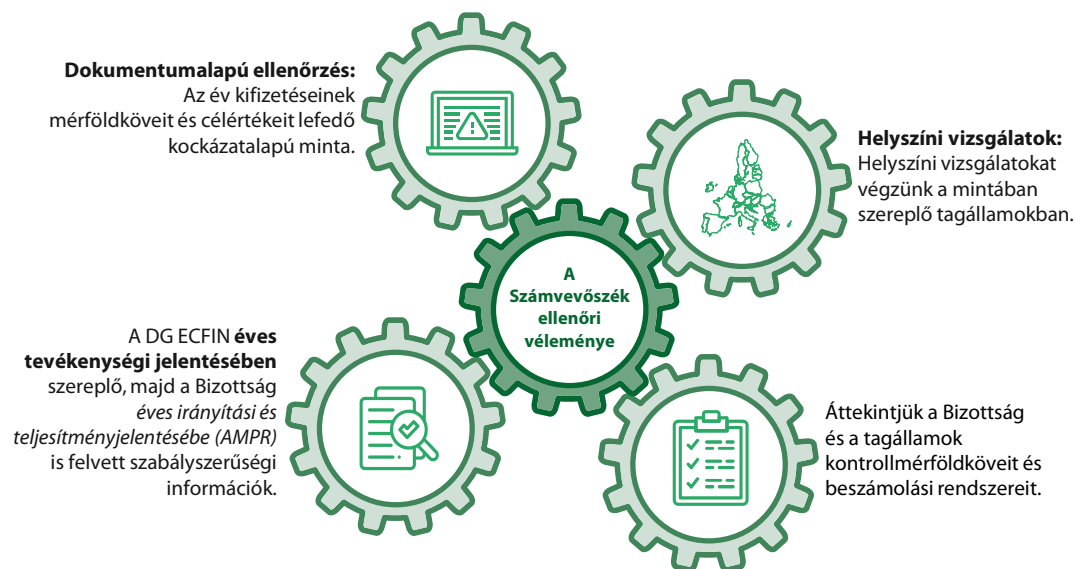 Dokumentumalapú ellenőrzés:
Az év kifizetéseinek
mérföldköveit és célértékeit lefedő
kockázatalapú minta.
Helyszíni vizsgálatok:
Helyszíni vizsgálatokat
végzünk a mintában
szereplő tagállamokban.
A
Számvevőszék
ellenőri
véleménye
A DG ECFIN éves
tevékenységi jelentésében
szereplő, majd a Bizottság
éves irányítási és
teljesítményjelentésébe (AMPR)
is felvett szabályszerűségi
információk.
Áttekintjük a Bizottság
és a tagállamok
kontrollmérföldköveit és
beszámolási rendszereit.